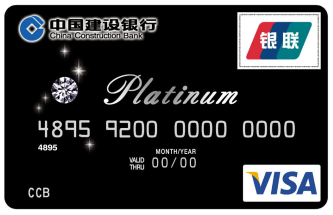 中国建设银行
China Construction Bank
银联
Platinum
4895 9200 0000 0000
4895
MONTH/YEAR
VALID THRU 00/00
CCB
VISA